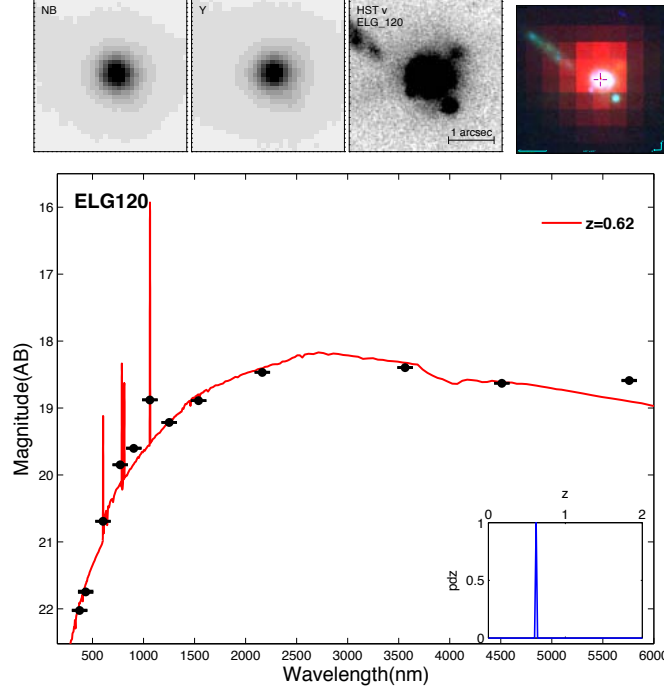 NB
Y
HST v
ELG_120
1 arcsec
ELG120
z=0.62
16
17
18
19
20
21
22
Magnitude(AB)
500 1000 1500 2000 2500 3000 3500 4000 4500 5000 5500 6000
Wavelength(nm)
z
0 1 2
1
0.5
0
pdz